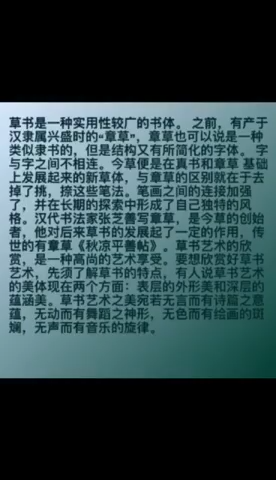 草书是一种实用性较广的书体。 之前，有产于
汉隶属兴盛时的“章草”，章草也可以说是一种
类似隶书的，但是结构又有所简化的字体。 字
与字之间不相连。今草便是在真书和章草 基础
上发展起来的新草体，与章草的区别就在于去
掉了挑，捺这些笔法。笔画之间的连接加强
了，并在长期的探索中形成了自己独特的风
格。汉代书法家张芝善写章草，是今草的创始
者，他对后来草书的发展起了一定的作用，传
世的有章草《秋凉平善帖》。草书艺术的欣
赏，是一种高尚的艺术享受。要想欣赏好草书
艺术，先须了解草书的特点，有人说草书艺术
的美体现在两个方面：表层的外形美和深层的
蕴涵美。草书艺术之美宛若无言而有诗篇之意
蕴，无动而有舞蹈之神形，无色而有绘画的斑
斓，无声而有音乐的旋律。